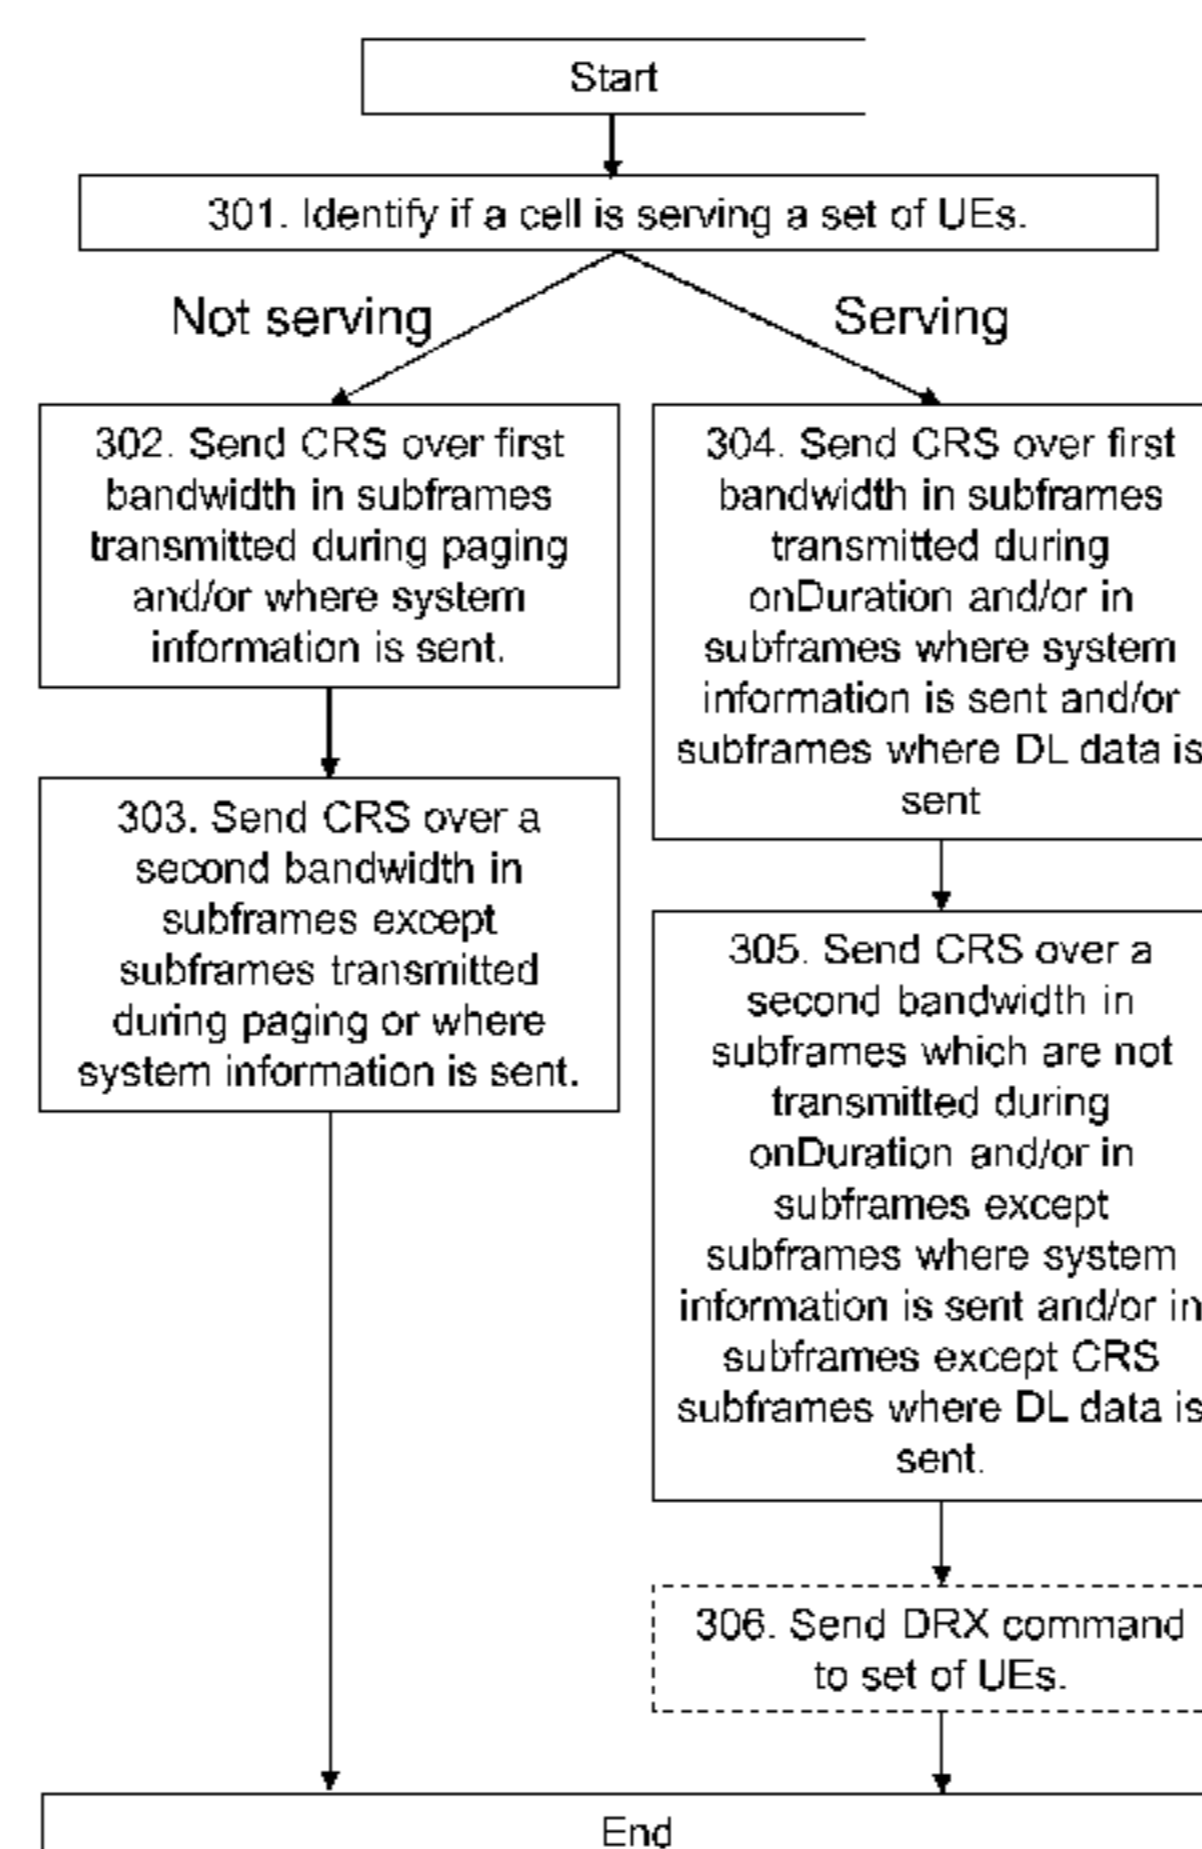 Start
301. Identify if a cell is serving a set of UEs.
Not serving
Serving
302. Send CRS over first
bandwidth in subframes
transmitted during paging
and/or where system
information is sent.
303. Send CRS over a
second bandwidth in
subframes except
subframes transmitted
during paging or where
system information is sent.
304. Send CRS over first
bandwidth in subframes
transmitted during
onDuration and/or in
subframes where system
information is sent and/or
subframes where DL data is
sent
305. Send CRS over a
second bandwidth in
subframes which are not
transmitted during
onDuration and/or in
subframes except
subframes where system
information is sent and/or in
subframes except CRS
subframes where DL data is
sent.
306. Send DRX command
to set of UEs.
End